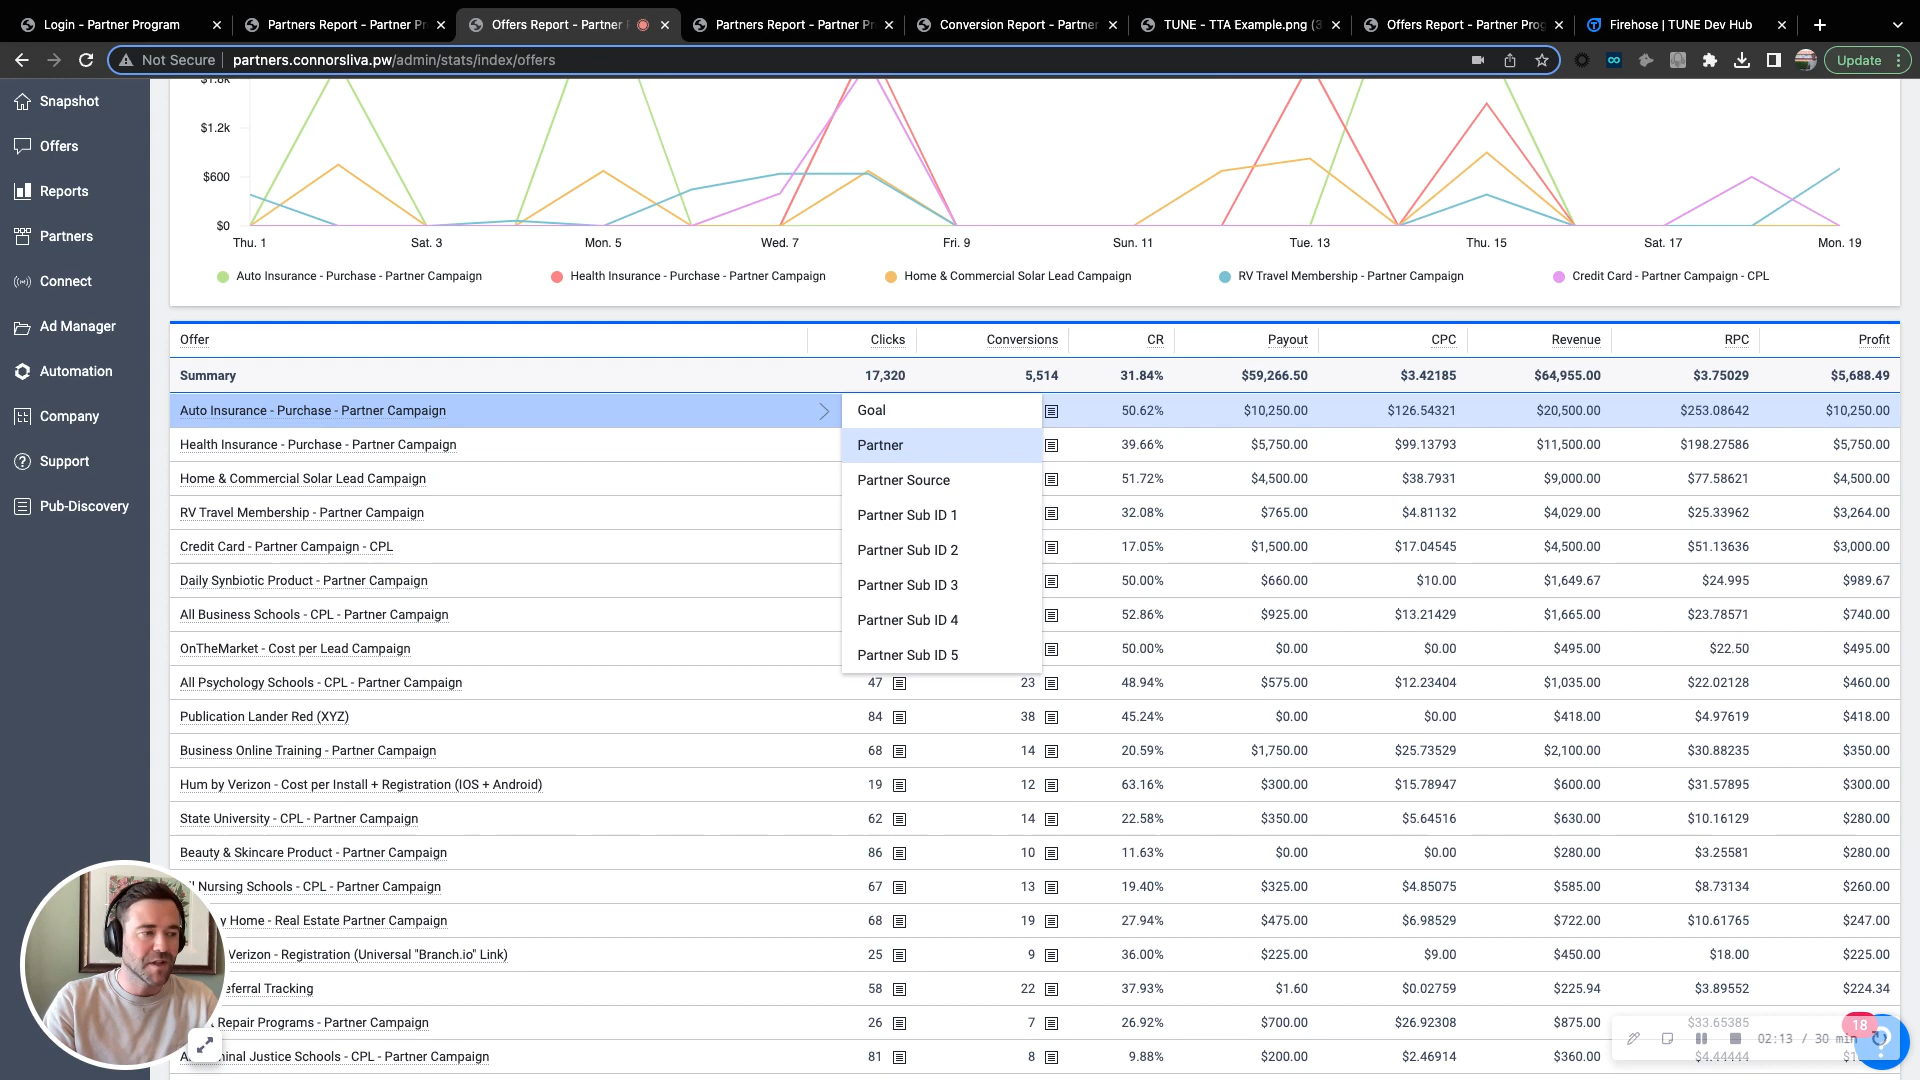 Login - Partner Program
Partners Report - Partner Pr
Offers Report - Partner
Partners Report - Partner Pr
Conversion Report - Partner
TUNE - TTA Example.png (3
Offers Report - Partner Prog
Firehose | TUNE Dev Hub
Not Secure partners.connorsliva.pw/admin/stats/index/offers Update
Snapshot
Offers
Reports
Partners
Connect
Ad Manager
Automation
Company
Support
Pub-Discovery
$1.8k
$1.2k
$600
$0
Thu. 1 Sat. 3 Mon. 5 Wed. 7 Fri. 9 Sun. 11 Tue. 13 Thu. 15 Sat. 17 Mon. 19
Auto Insurance - Purchase - Partner Campaign Health Insurance - Purchase - Partner Campaign Home & Commercial Solar Lead Campaign RV Travel Membership - Partner Campaign Credit Card - Partner Campaign - CPL
Offer Clicks Conversions CR Payout CPC Revenue RPC Profit
Summary 17,320 5,514 31.84% $59,266.50 $3.42185 $64,955.00 $3.75029 $5,688.49
Auto Insurance - Purchase - Partner Campaign 50.62% $10,250.00 $126.54321 $20,500.00 $253.08642 $10,250.00
Health Insurance - Purchase - Partner Campaign 39.66% $5,750.00 $99.13793 $11,500.00 $198.27586 $5,750.00
Home & Commercial Solar Lead Campaign 51.72% $4,500.00 $38.7931 $9,000.00 $77.58621 $4,500.00
RV Travel Membership - Partner Campaign 32.08% $765.00 $4.81132 $4,029.00 $25.33962 $3,264.00
Credit Card - Partner Campaign - CPL 17.05% $1,500.00 $17.04545 $4,500.00 $51.13636 $3,000.00
Daily Synbiotic Product - Partner Campaign 50.00% $660.00 $10.00 $1,649.67 $24.995 $989.67
All Business Schools - CPL - Partner Campaign 52.86% $925.00 $13.21429 $1,665.00 $23.78571 $740.00
OnTheMarket - Cost per Lead Campaign 50.00% $0.00 $0.00 $495.00 $22.50 $495.00
Goal
Partner
Partner Source
Partner Sub ID 1
Partner Sub ID 2
Partner Sub ID 3
Partner Sub ID 4
Partner Sub ID 5
All Psychology Schools - CPL - Partner Campaign 47 23 48.94% $575.00 $12.23404 $1,035.00 $22.02128 $460.00
Publication Lander Red (XYZ) 84 38 45.24% $0.00 $0.00 $418.00 $4.97619 $418.00
Business Online Training - Partner Campaign 68 14 20.59% $1,750.00 $25.73529 $2,100.00 $30.88235 $350.00
Hum by Verizon - Cost per Install + Registration (IOS + Android) 19 12 63.16% $300.00 $15.78947 $600.00 $31.57895 $300.00
State University - CPL - Partner Campaign 62 14 22.58% $350.00 $5.64516 $630.00 $10.16129 $280.00
Beauty & Skincare Product - Partner Campaign 86 10 11.63% $0.00 $0.00 $280.00 $3.25581 $280.00
Nursing Schools - CPL - Partner Campaign 67 13 19.40% $325.00 $4.85075 $585.00 $8.73134 $260.00
y Home - Real Estate Partner Campaign 68 19 27.94% $475.00 $6.98529 $722.00 $10.61765 $247.00
Verizon - Registration (Universal "Branch.io" Link) 25 9 36.00% $225.00 $9.00 $450.00 $18.00 $225.00
eferral Tracking 58 22 37.93% $1.60 $0.02759 $225.94 $3.89552 $224.34
t Repair Programs - Partner Campaign 26 7 26.92% $700.00 $26.92308 $875.00 $33.65385
minal Justice Schools - CPL - Partner Campaign 81 8 9.88% $200.00 $2.46914 $360.00 $4.44444
18
02:13 / 30 min